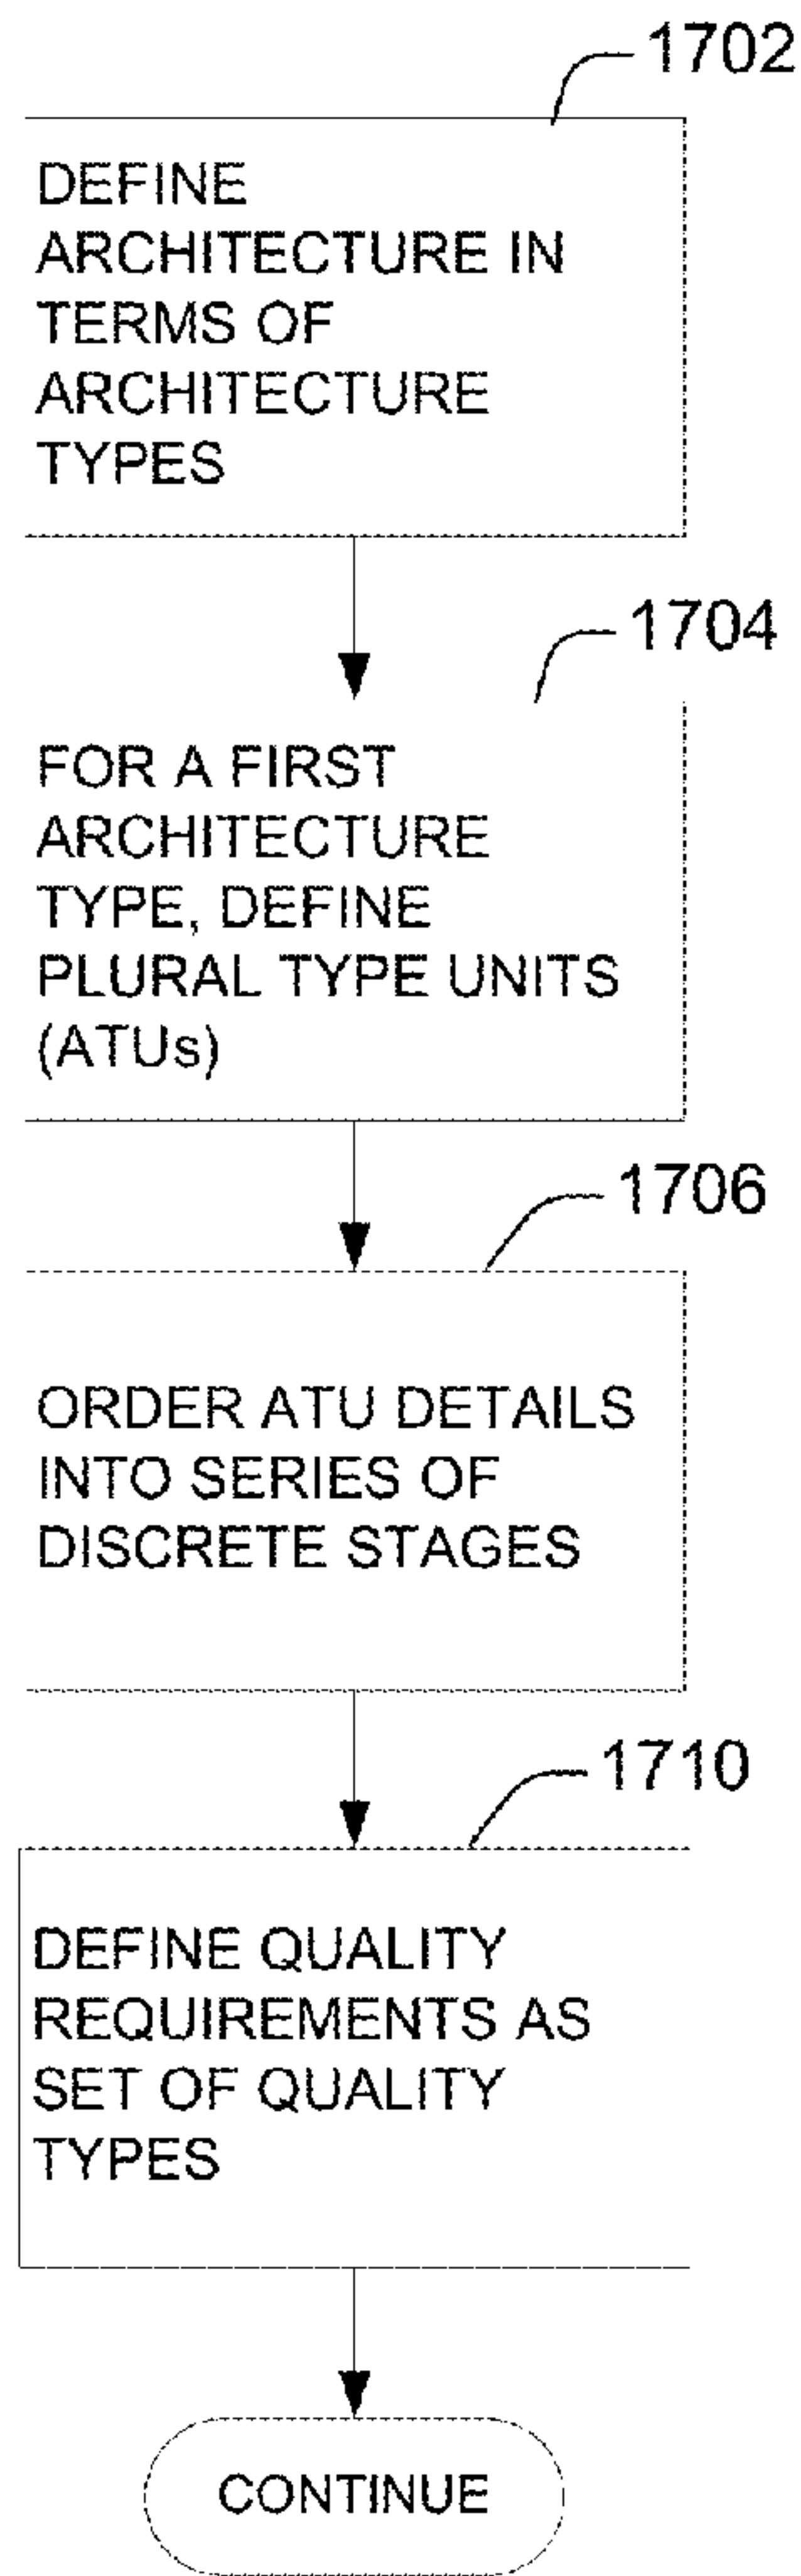 1702
DEFINE
ARCHITECTURE IN
TERMS OF
ARCHITECTURE
TYPES
1704
FOR A FIRST
ARCHITECTURE
TYPE, DEFINE
PLURAL TYPE UNITS
(ATUs)
1706
ORDER ATU DETAILS
INTO SERIES OF
DISCRETE STAGES
1710
DEFINE QUALITY
REQUIREMENTS AS
SET OF QUALITY
TYPES
CONTINUE